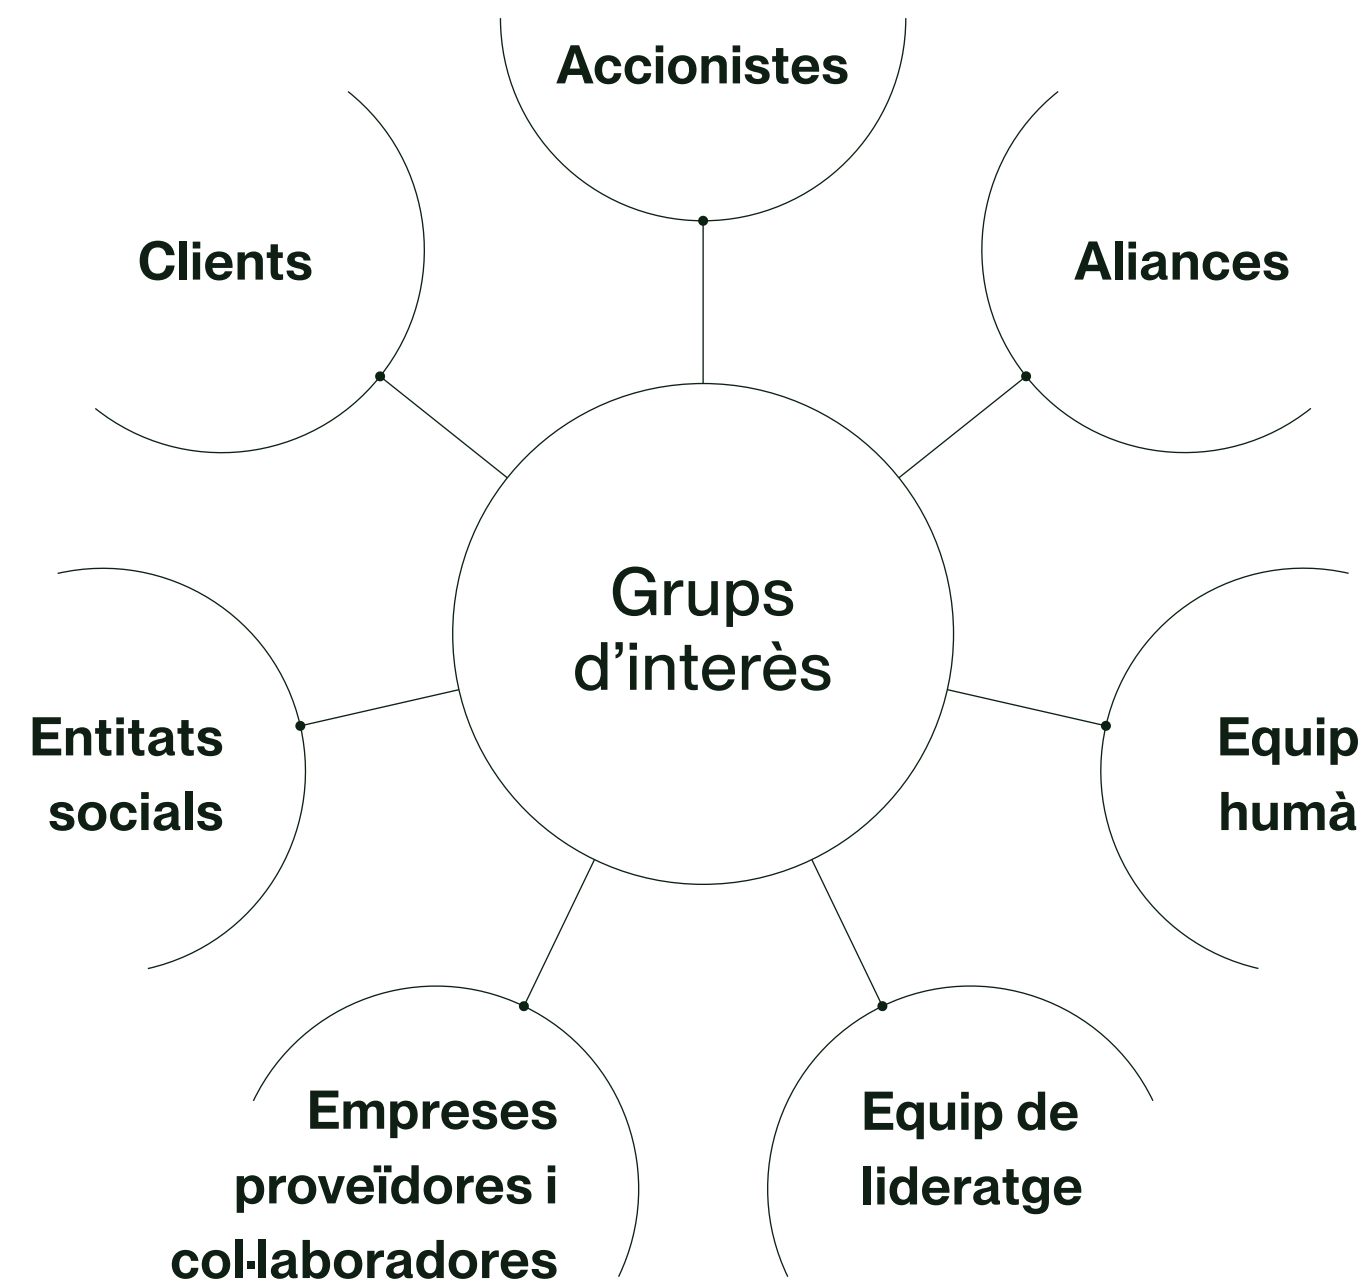 Accionistes
Clients
Aliances
Grups
d’interès
Entitats
socials
Equip
humà
Empreses
proveïdores i
col·laboradores
Equip de
lideratge